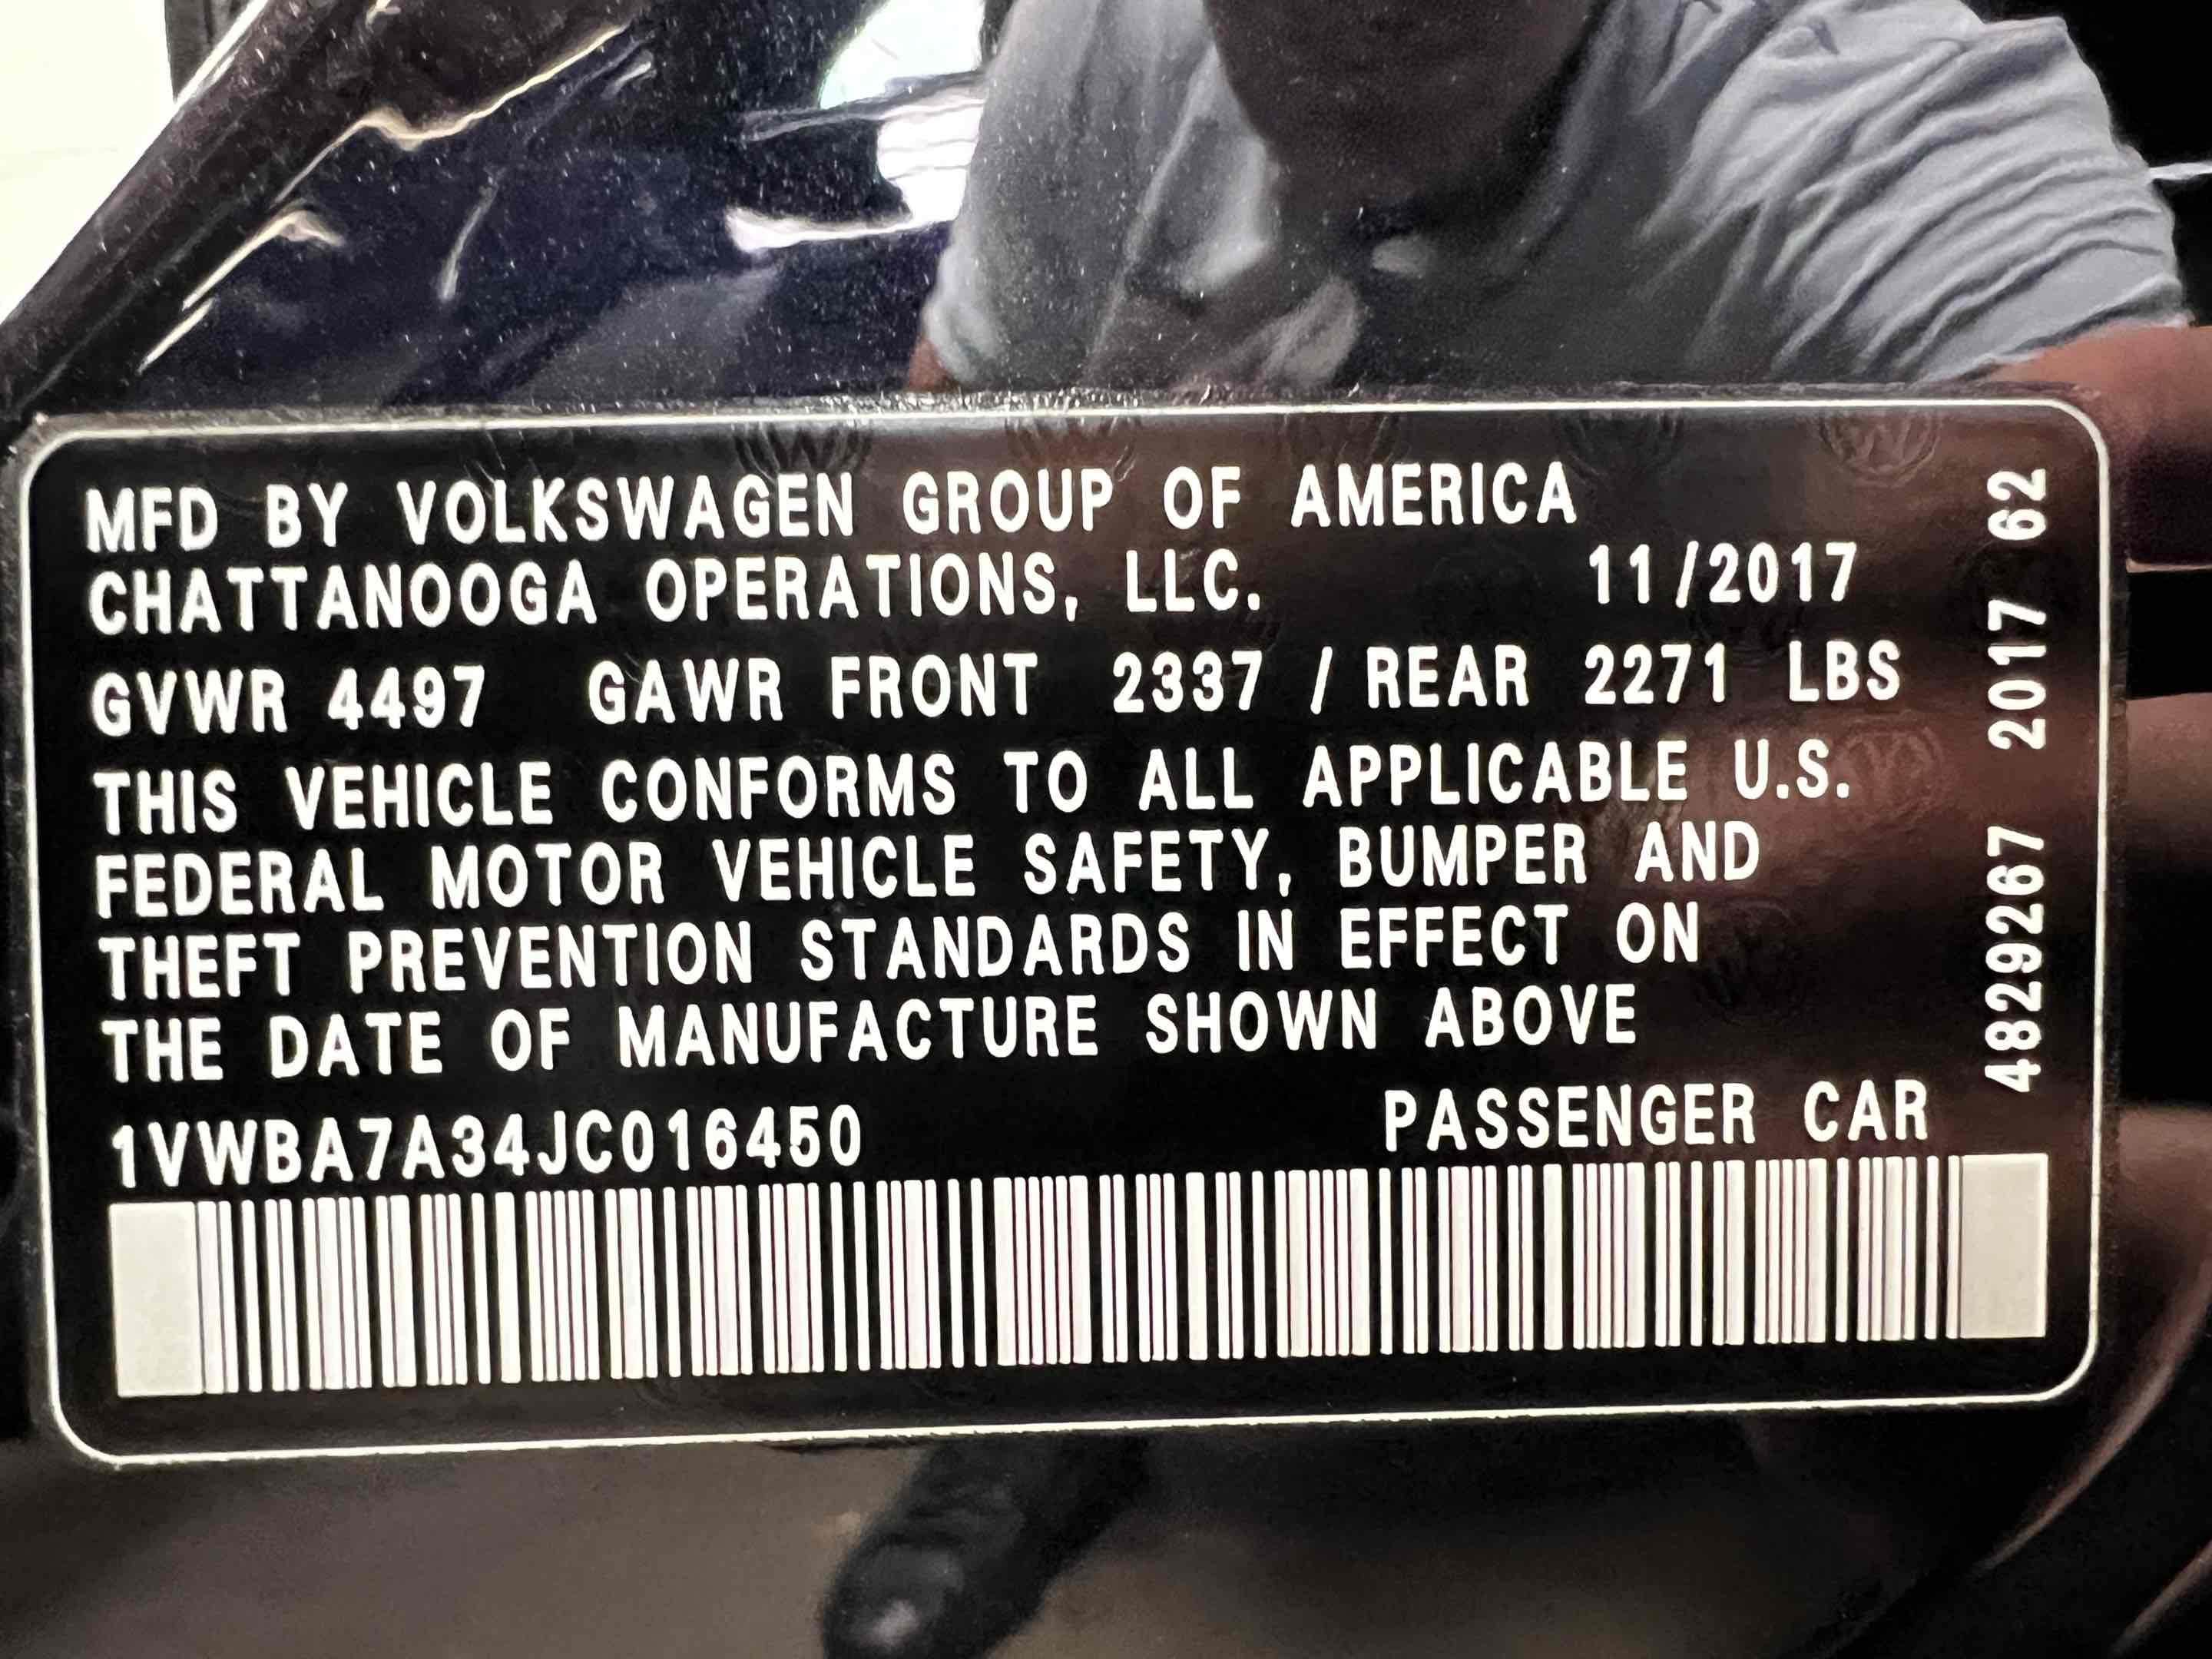 MFD BY VOLKSWAGEN GROUP OF AMERICA
CHATTANOOGA OPERATIONS, LLC. 11/2017
GVWR 4497 GAWR FRONT 2337 / REAR 2271 LBS
THIS VEHICLE CONFORMS TO ALL APPLICABLE U.S.
FEDERAL MOTOR VEHICLE SAFETY, BUMPER AND
THEFT PREVENTION STANDARDS IN EFFECT ON
THE DATE OF MANUFACTURE SHOWN ABOVE
1VWBA7A34JC016450 PASSENGER CAR
4829267 2017 62